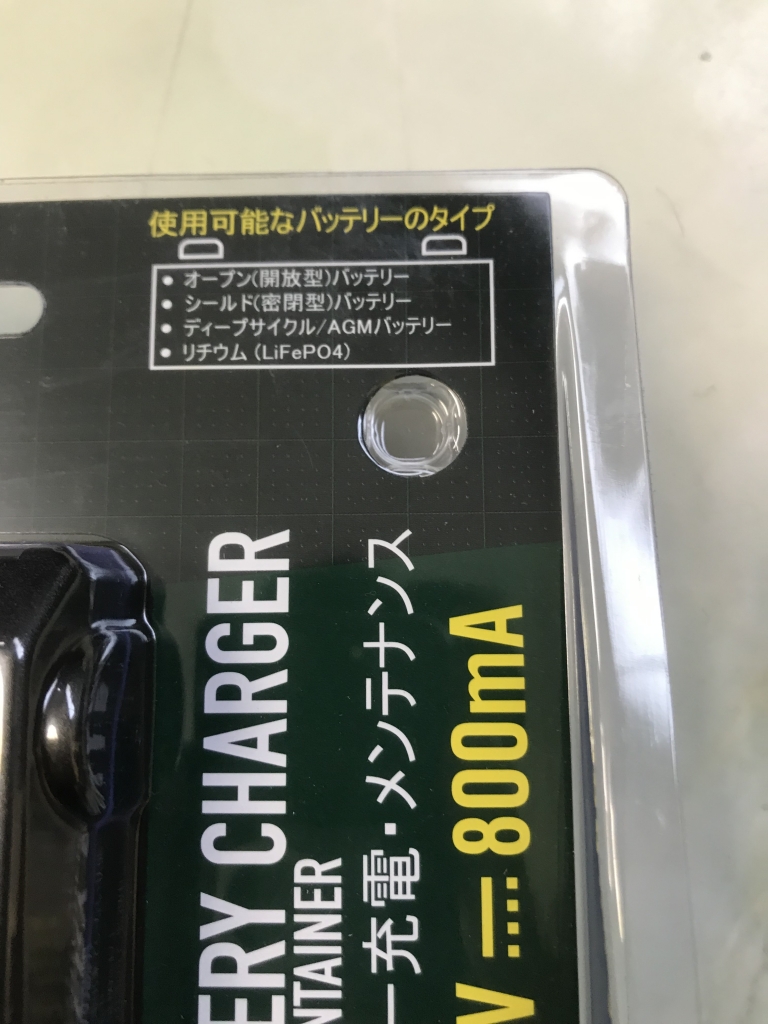 使用可能なバッテリーのタイプ
• オープン(開放型)バッテリー
• シールド(密閉型)バッテリー
• ディープサイクル/AGMバッテリー
• リチウム (LiFePO4)
ERY CHARGER
NTAINER
ー充電・メンテナンス
V ⎓ 800mA